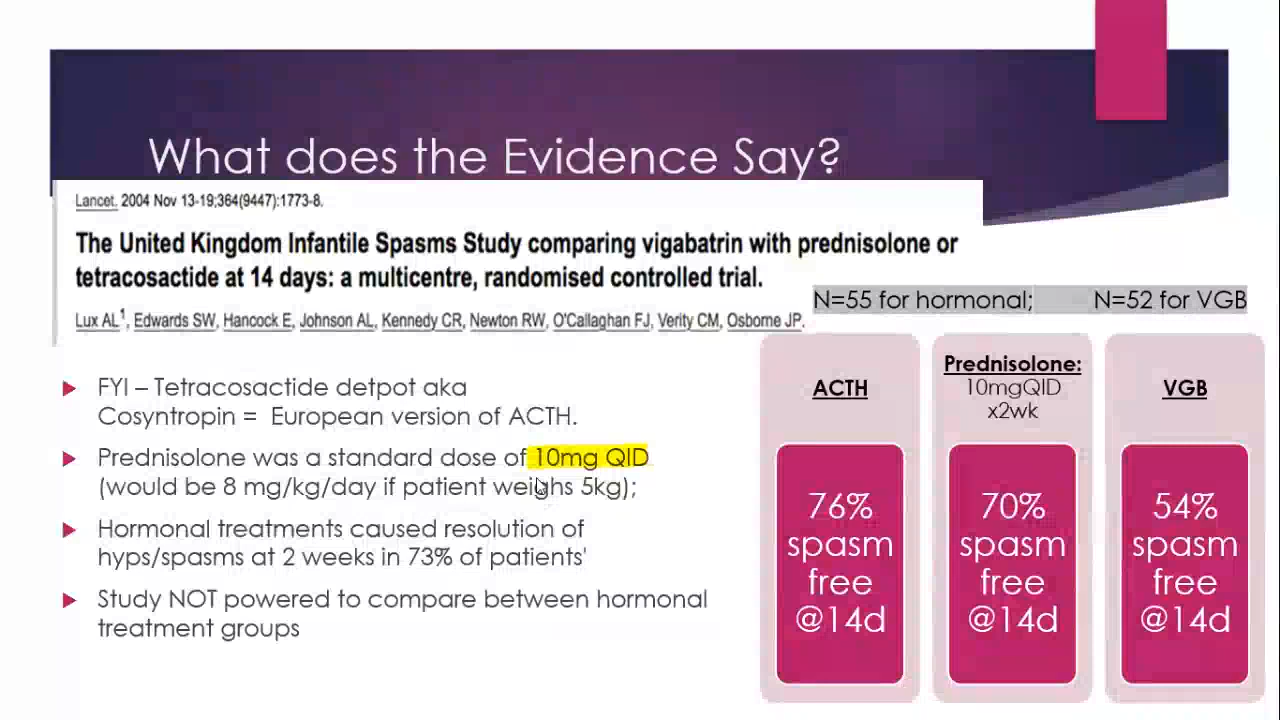 What does the Evidence Say?
Lancet. 2004 Nov 13-19;364(9447):1773-8.
The United Kingdom Infantile Spasms Study comparing vigabatrin with prednisolone or
tetracosactide at 14 days: a multicentre, randomised controlled trial.
Lux AL1, Edwards SW, Hancock E, Johnson AL, Kennedy CR, Newton RW, O'Callaghan FJ, Verity CM, Osborne JP.
N=55 for hormonal; N=52 for VGB
FYI – Tetracosactide detpot aka
Cosyntropin = European version of ACTH.
Prednisolone was a standard dose of 10mg QID
(would be 8 mg/kg/day if patient weighs 5kg);
Hormonal treatments caused resolution of
hyps/spasms at 2 weeks in 73% of patients'
Study NOT powered to compare between hormonal
treatment groups
ACTH
76%
spasm
free
@14d
Prednisolone:
10mgQID
x2wk
70%
spasm
free
@14d
VGB
54%
spasm
free
@14d